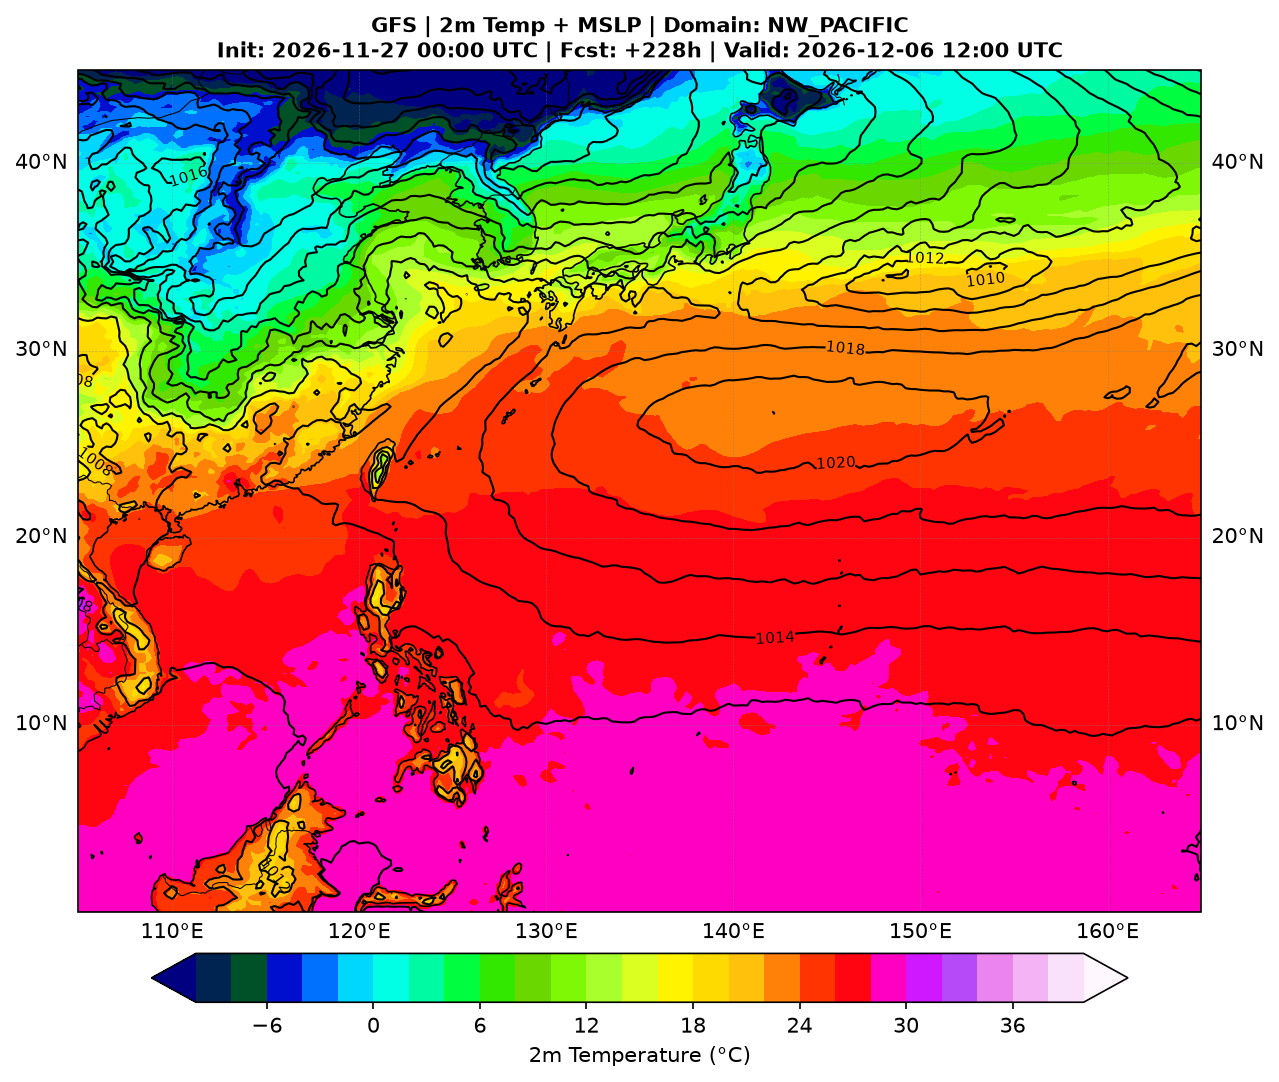 GFS | 2m Temp + MSLP | Domain: NW_PACIFIC
Init: 2026-11-27 00:00 UTC | Fcst: +228h | Valid: 2026-12-06 12:00 UTC
40°N
40°N
30°N
30°N
20°N
20°N
10°N
10°N
1016
1012
1010
1018
08
1008
1020
1014
110°E
120°E
130°E
140°E
150°E
160°E
−6
0
6
12
18
24
30
36
2m Temperature (°C)